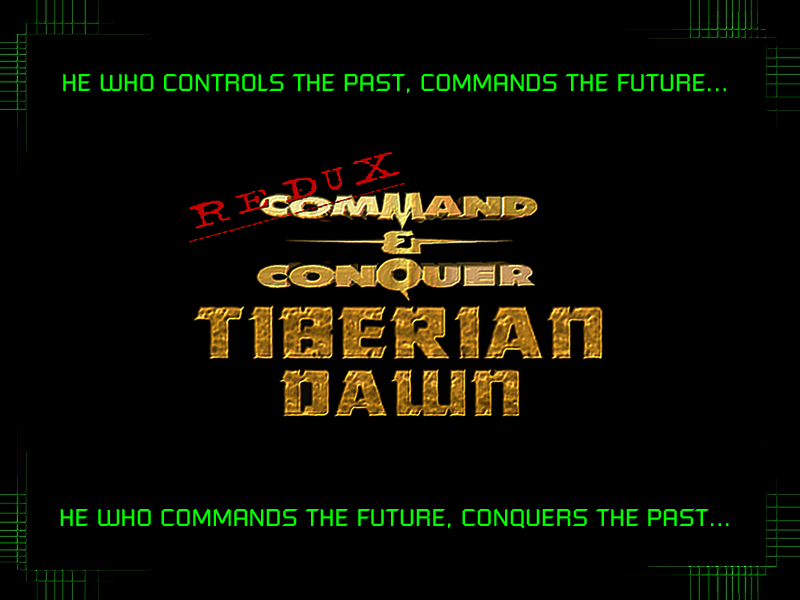 HE WHO CONTROLS THE PAST, COMMANDS THE FUTURE...
REDUX
COMMAND
&
CONQUER
TIBERIAN
DAWN
HE WHO COMMANDS THE FUTURE, CONQUERS THE PAST...